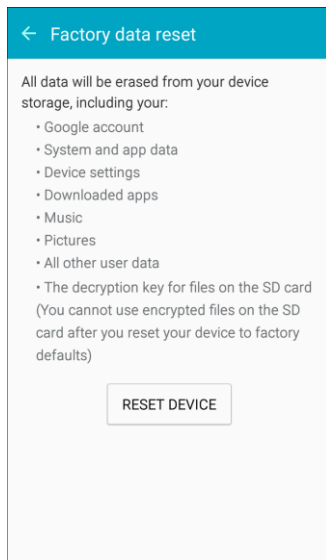 Factory data reset
All data will be erased from your device
storage, including your:
• Google account
• System and app data
• Device settings
• Downloaded apps
• Music
• Pictures
• All other user data
• The decryption key for files on the SD card
(You cannot use encrypted files on the SD
card after you reset your device to factory
defaults)
RESET DEVICE